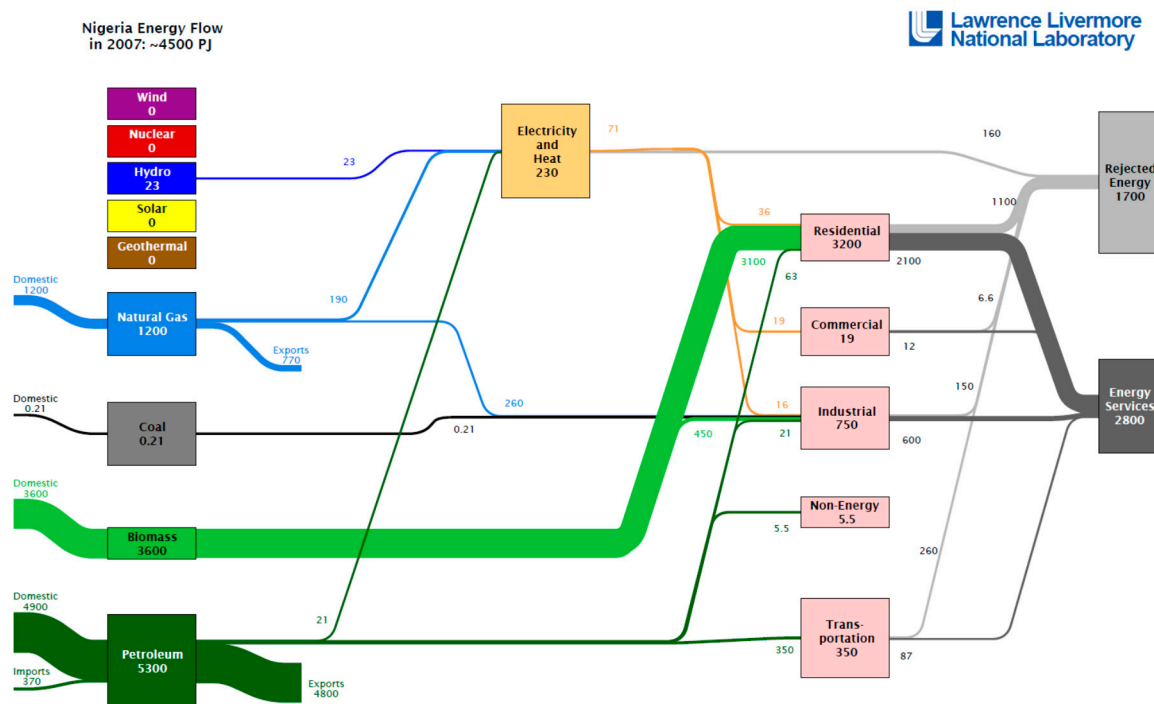 Nigeria Energy Flow
in 2007: ~4500 PJ
Lawrence Livermore
National Laboratory
Wind
0
Nuclear
0
Hydro
23
Solar
0
Geothermal
0
Domestic
1200
Natural Gas
1200
Exports
770
Domestic
0.21
Coal
0.21
Domestic
3600
Biomass
3600
Domestic
4900
Imports
370
Petroleum
5300
Exports
4800
23
190
260
0.21
21
Electricity
and
Heat
230
71
160
36
3100
63
19
16
450
21
5.5
350
Residential
3200
Commercial
19
Industrial
750
Non-Energy
5.5
Trans-
portation
350
1100
2100
6.6
12
150
600
260
87
Rejected
Energy
1700
Energy
Services
2800